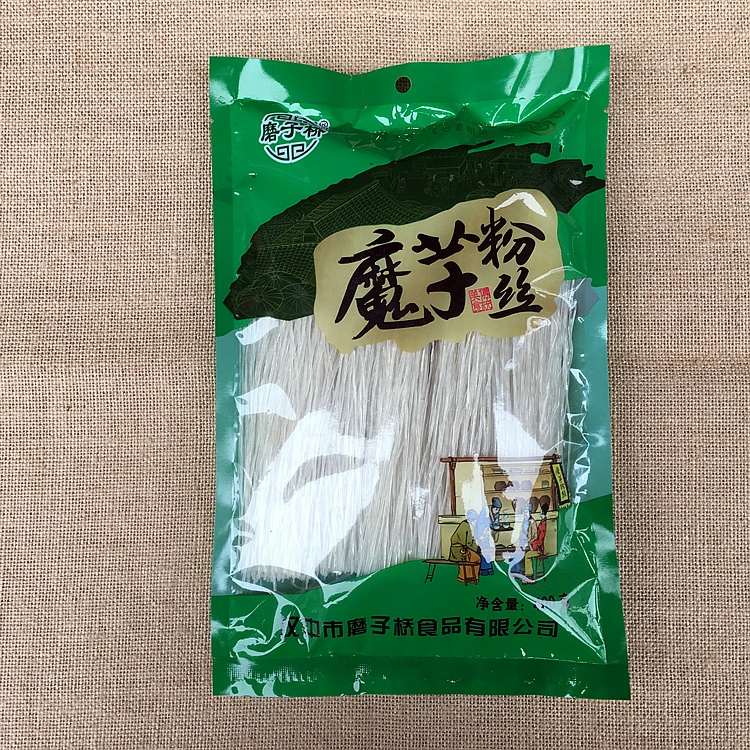 磨子桥
魔芋粉丝
净含量:
汉中市磨子桥食品有限公司